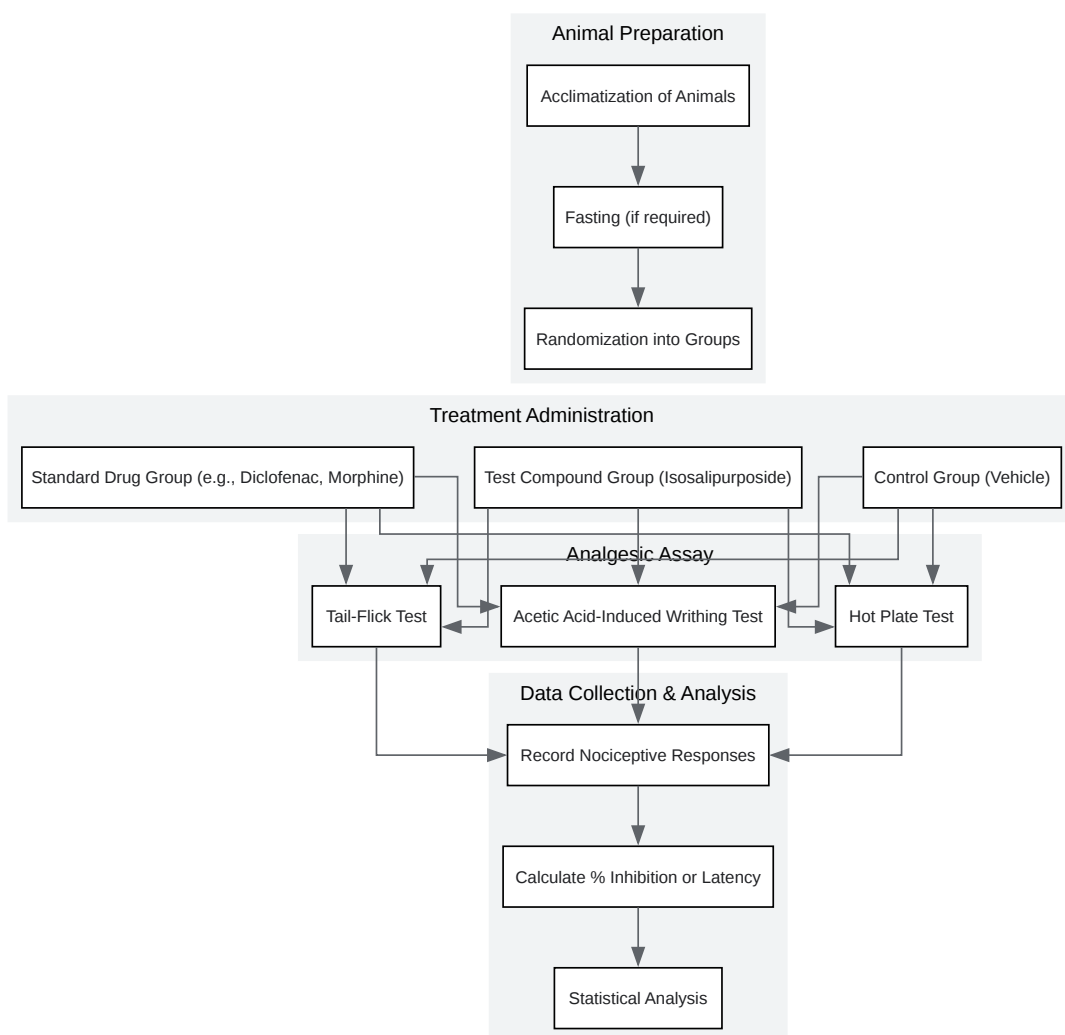 Animal Preparation
Acclimatization of Animals
Fasting (if required)
Randomization into Groups
Treatment Administration
Standard Drug Group (e.g., Diclofenac, Morphine)
Test Compound Group (Isosalipurposide)
Control Group (Vehicle)
Analgesic Assay
Tail-Flick Test
Acetic Acid-Induced Writhing Test
Hot Plate Test
Data Collection & Analysis
Record Nociceptive Responses
Calculate % Inhibition or Latency
Statistical Analysis